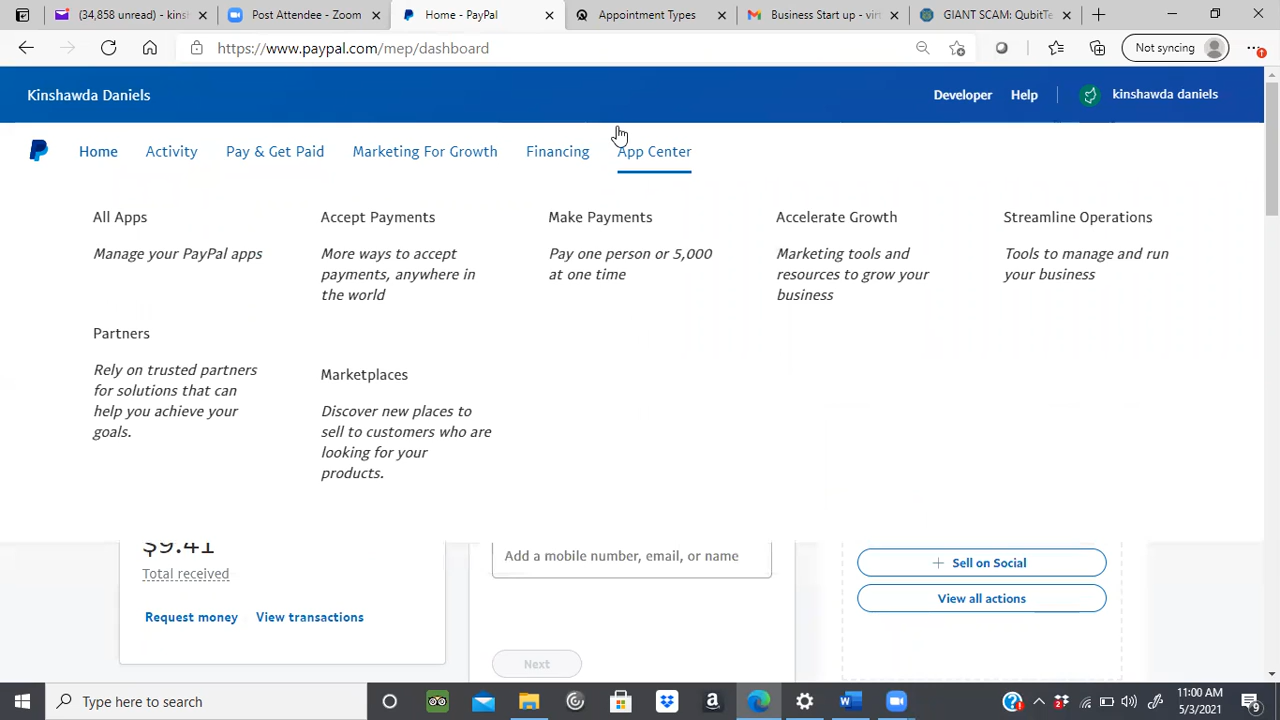 (34,858 unread) - kins
Post Attendee - Zoom
Home - PayPal
Appointment Types
Business Start up - virt
GIANT SCAM: QubitTe
https://www.paypal.com/mep/dashboard
Not syncing
Kinshawda Daniels
Developer Help kinshawda daniels
Home Activity Pay & Get Paid Marketing For Growth Financing App Center
All Apps
Manage your PayPal apps
Accept Payments
More ways to accept
payments, anywhere in
the world
Make Payments
Pay one person or 5,000
at one time
Accelerate Growth
Marketing tools and
resources to grow your
business
Streamline Operations
Tools to manage and run
your business
Partners
Rely on trusted partners
for solutions that can
help you achieve your
goals.
Marketplaces
Discover new places to
sell to customers who are
looking for your
products.
$9.41
Total received
Request money View transactions
Add a mobile number, email, or name
Next
+ Sell on Social
View all actions
Type here to search
11:00 AM
5/3/2021